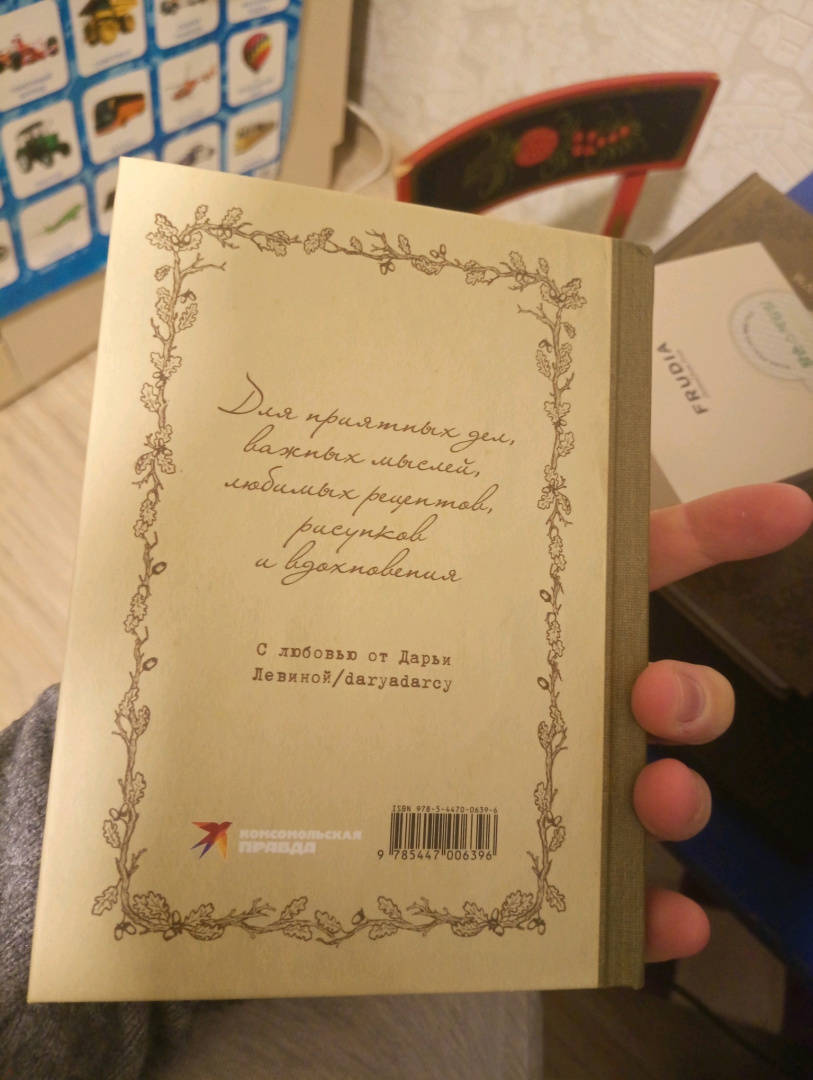 Для приятных дел,
важных мыслей,
любимых рецептов,
рисунков
и вдохновения
С любовью от Дарьи
Левиной/daryadarcy
КОМСОМОЛЬСКАЯ
ПРАВДА
ISBN 978-5-4470-0639-6
9 785447 006396
FRUDIA